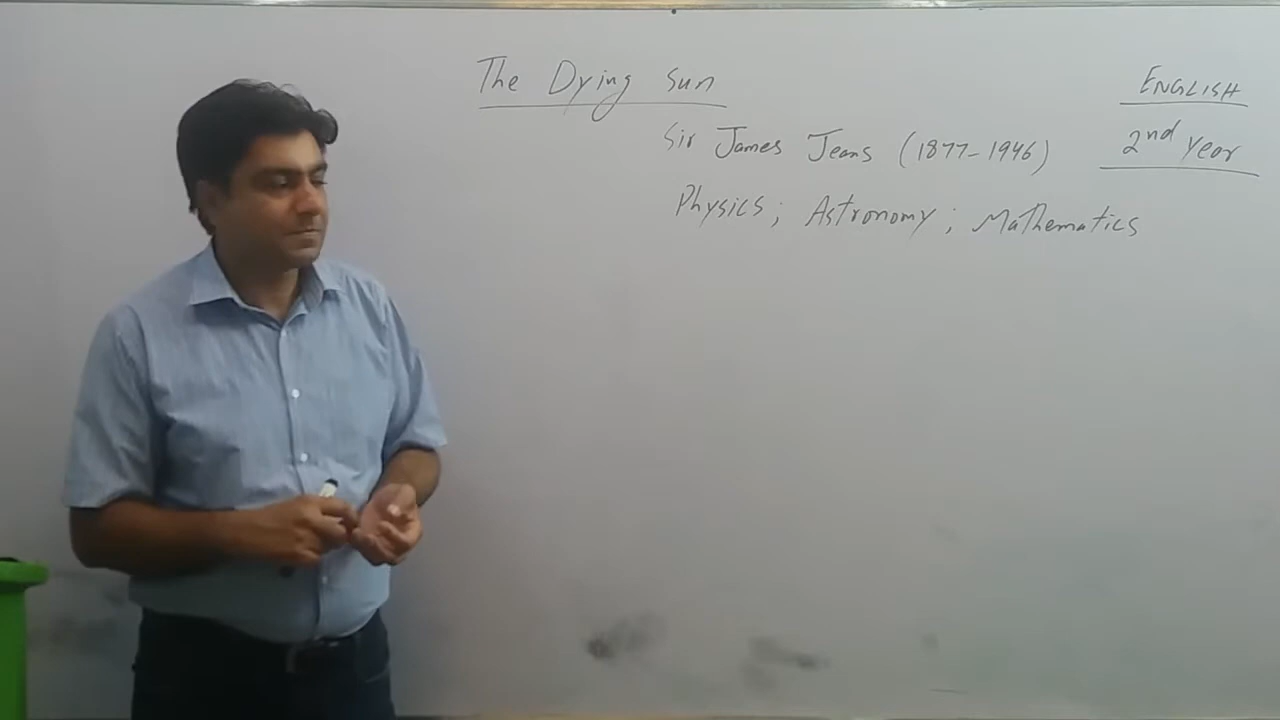 The Dying Sun
ENGLISH
Sir James Jeans (1877-1946)
2nd Year
Physics; Astronomy; Mathematics